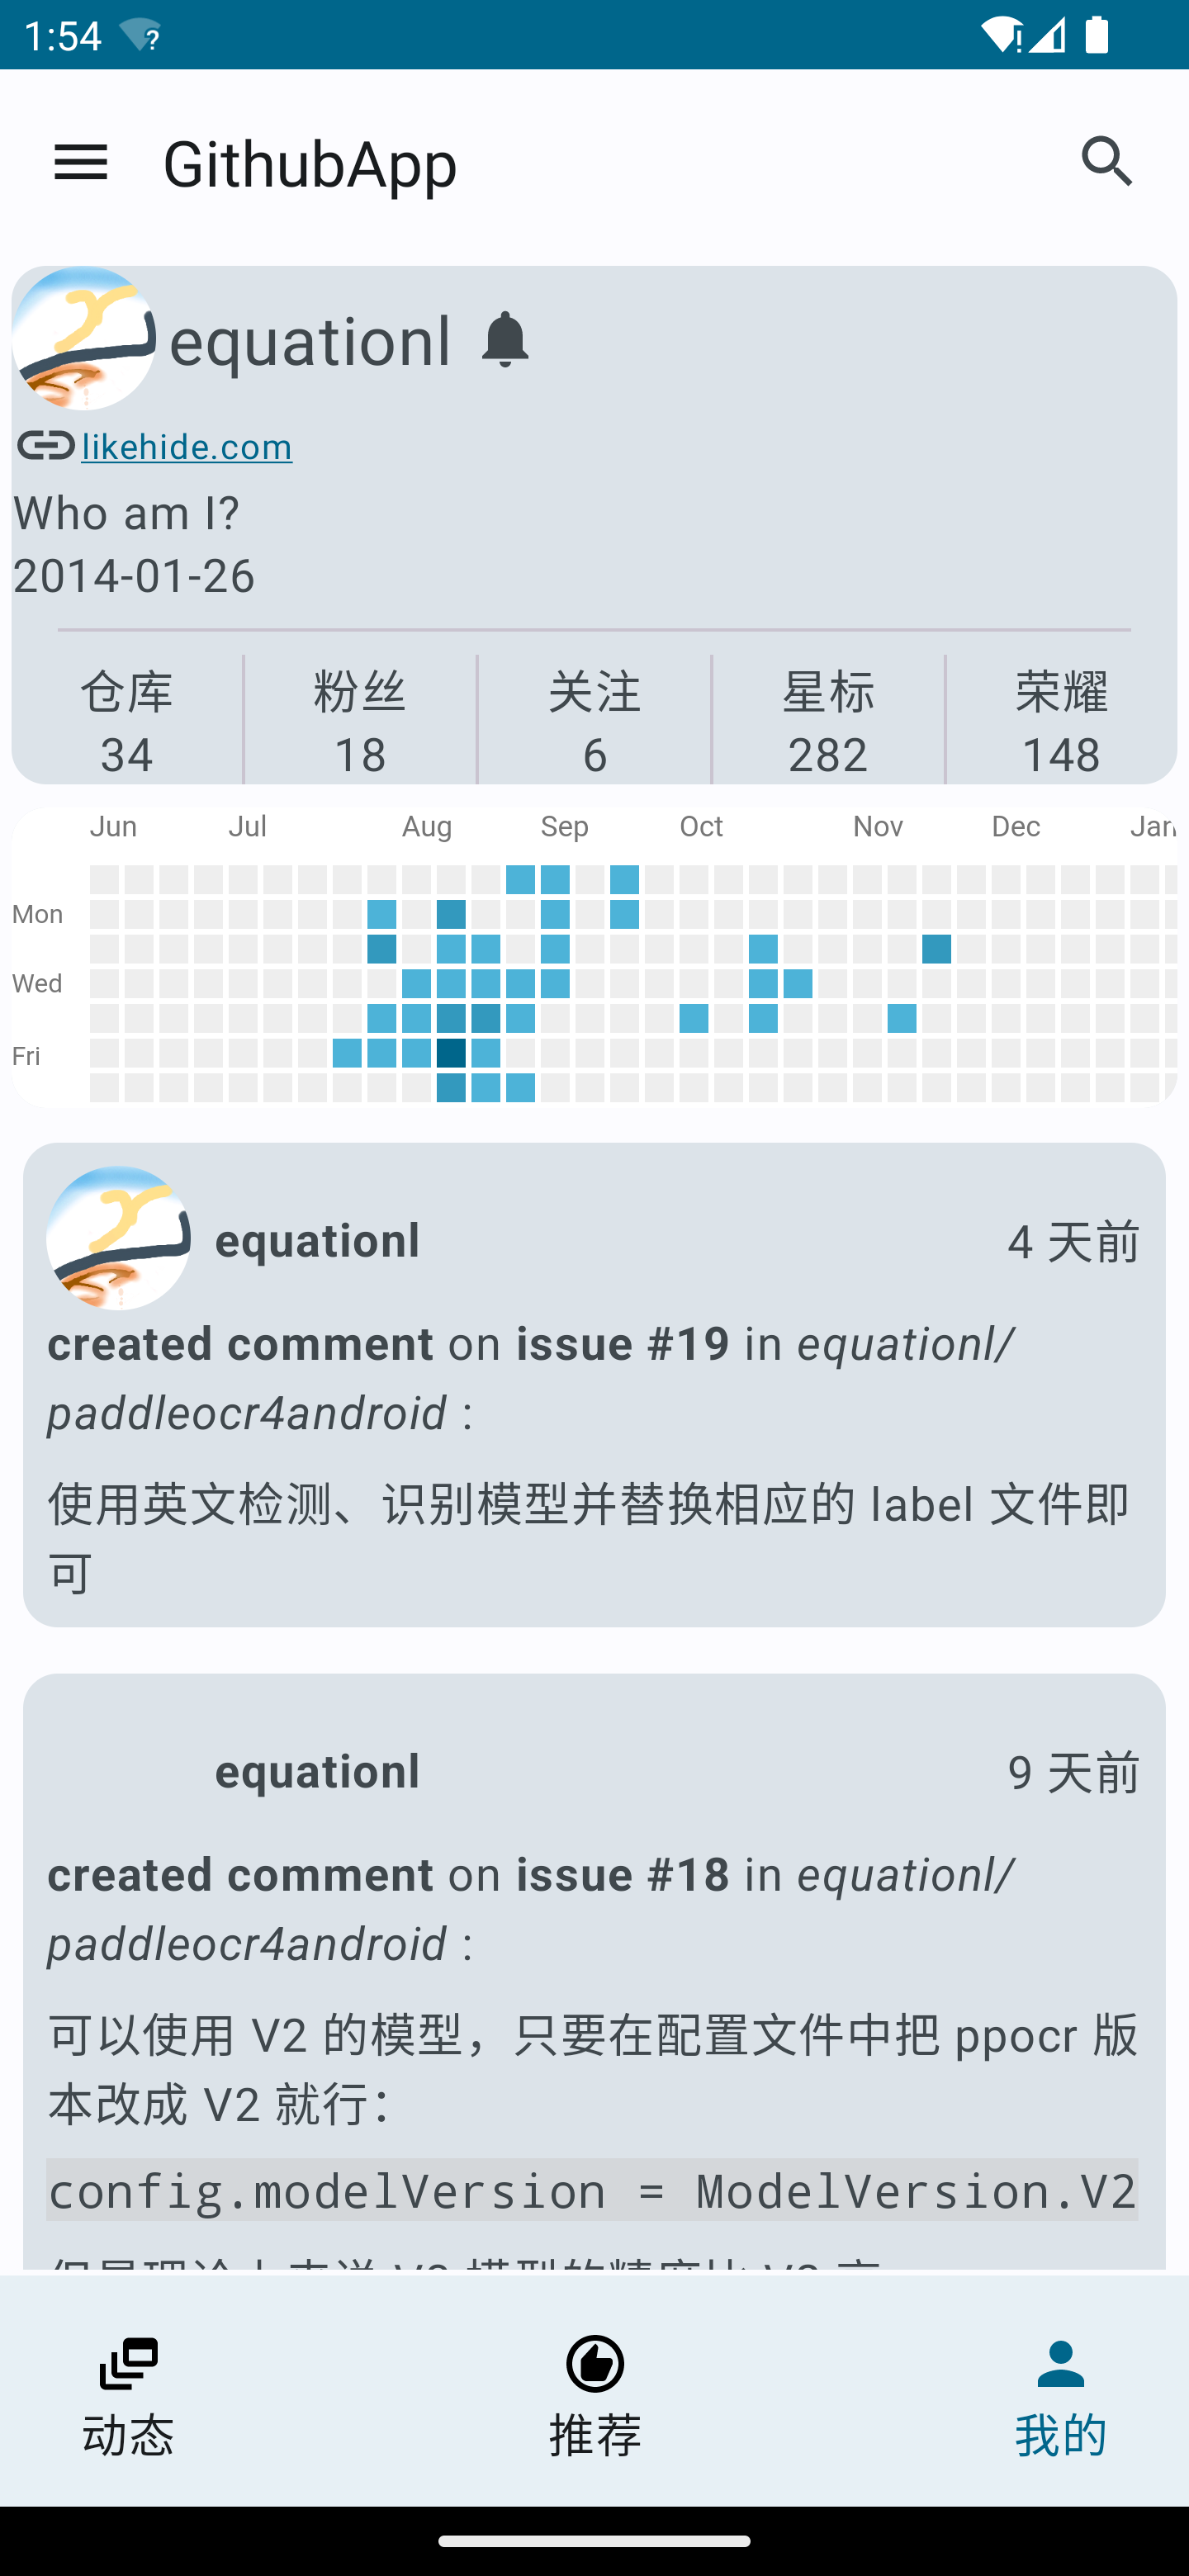 1:54
GithubApp
equationl
likehide.com
Who am I?
2014-01-26
仓库 粉丝 关注 星标 荣耀
34 18 6 282 148
Jun Jul Aug Sep Oct Nov Dec Jan
Mon
Wed
Fri
equationl 4 天前
created comment on issue #19 in equationl/
paddleocr4android :
使用英文检测、识别模型并替换相应的 label 文件即
可
equationl 9 天前
created comment on issue #18 in equationl/
paddleocr4android :
可以使用 V2 的模型，只要在配置文件中把 ppocr 版
本改成 V2 就行：
config.modelVersion = ModelVersion.V2
动态 推荐 我的